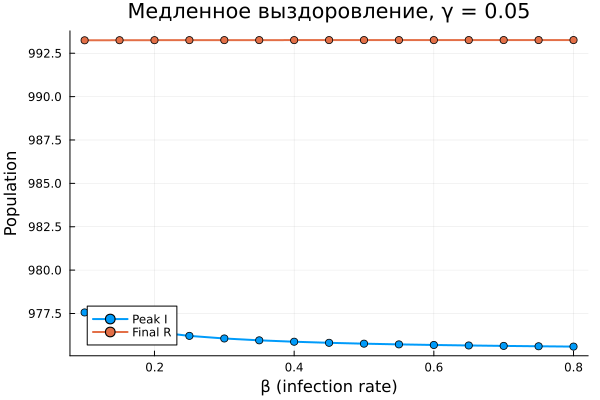 Медленное выздоровление, γ = 0.05
992.5
990.0
987.5
985.0
982.5
980.0
977.5
Population
Peak I
Final R
0.2
0.4
0.6
0.8
β (infection rate)